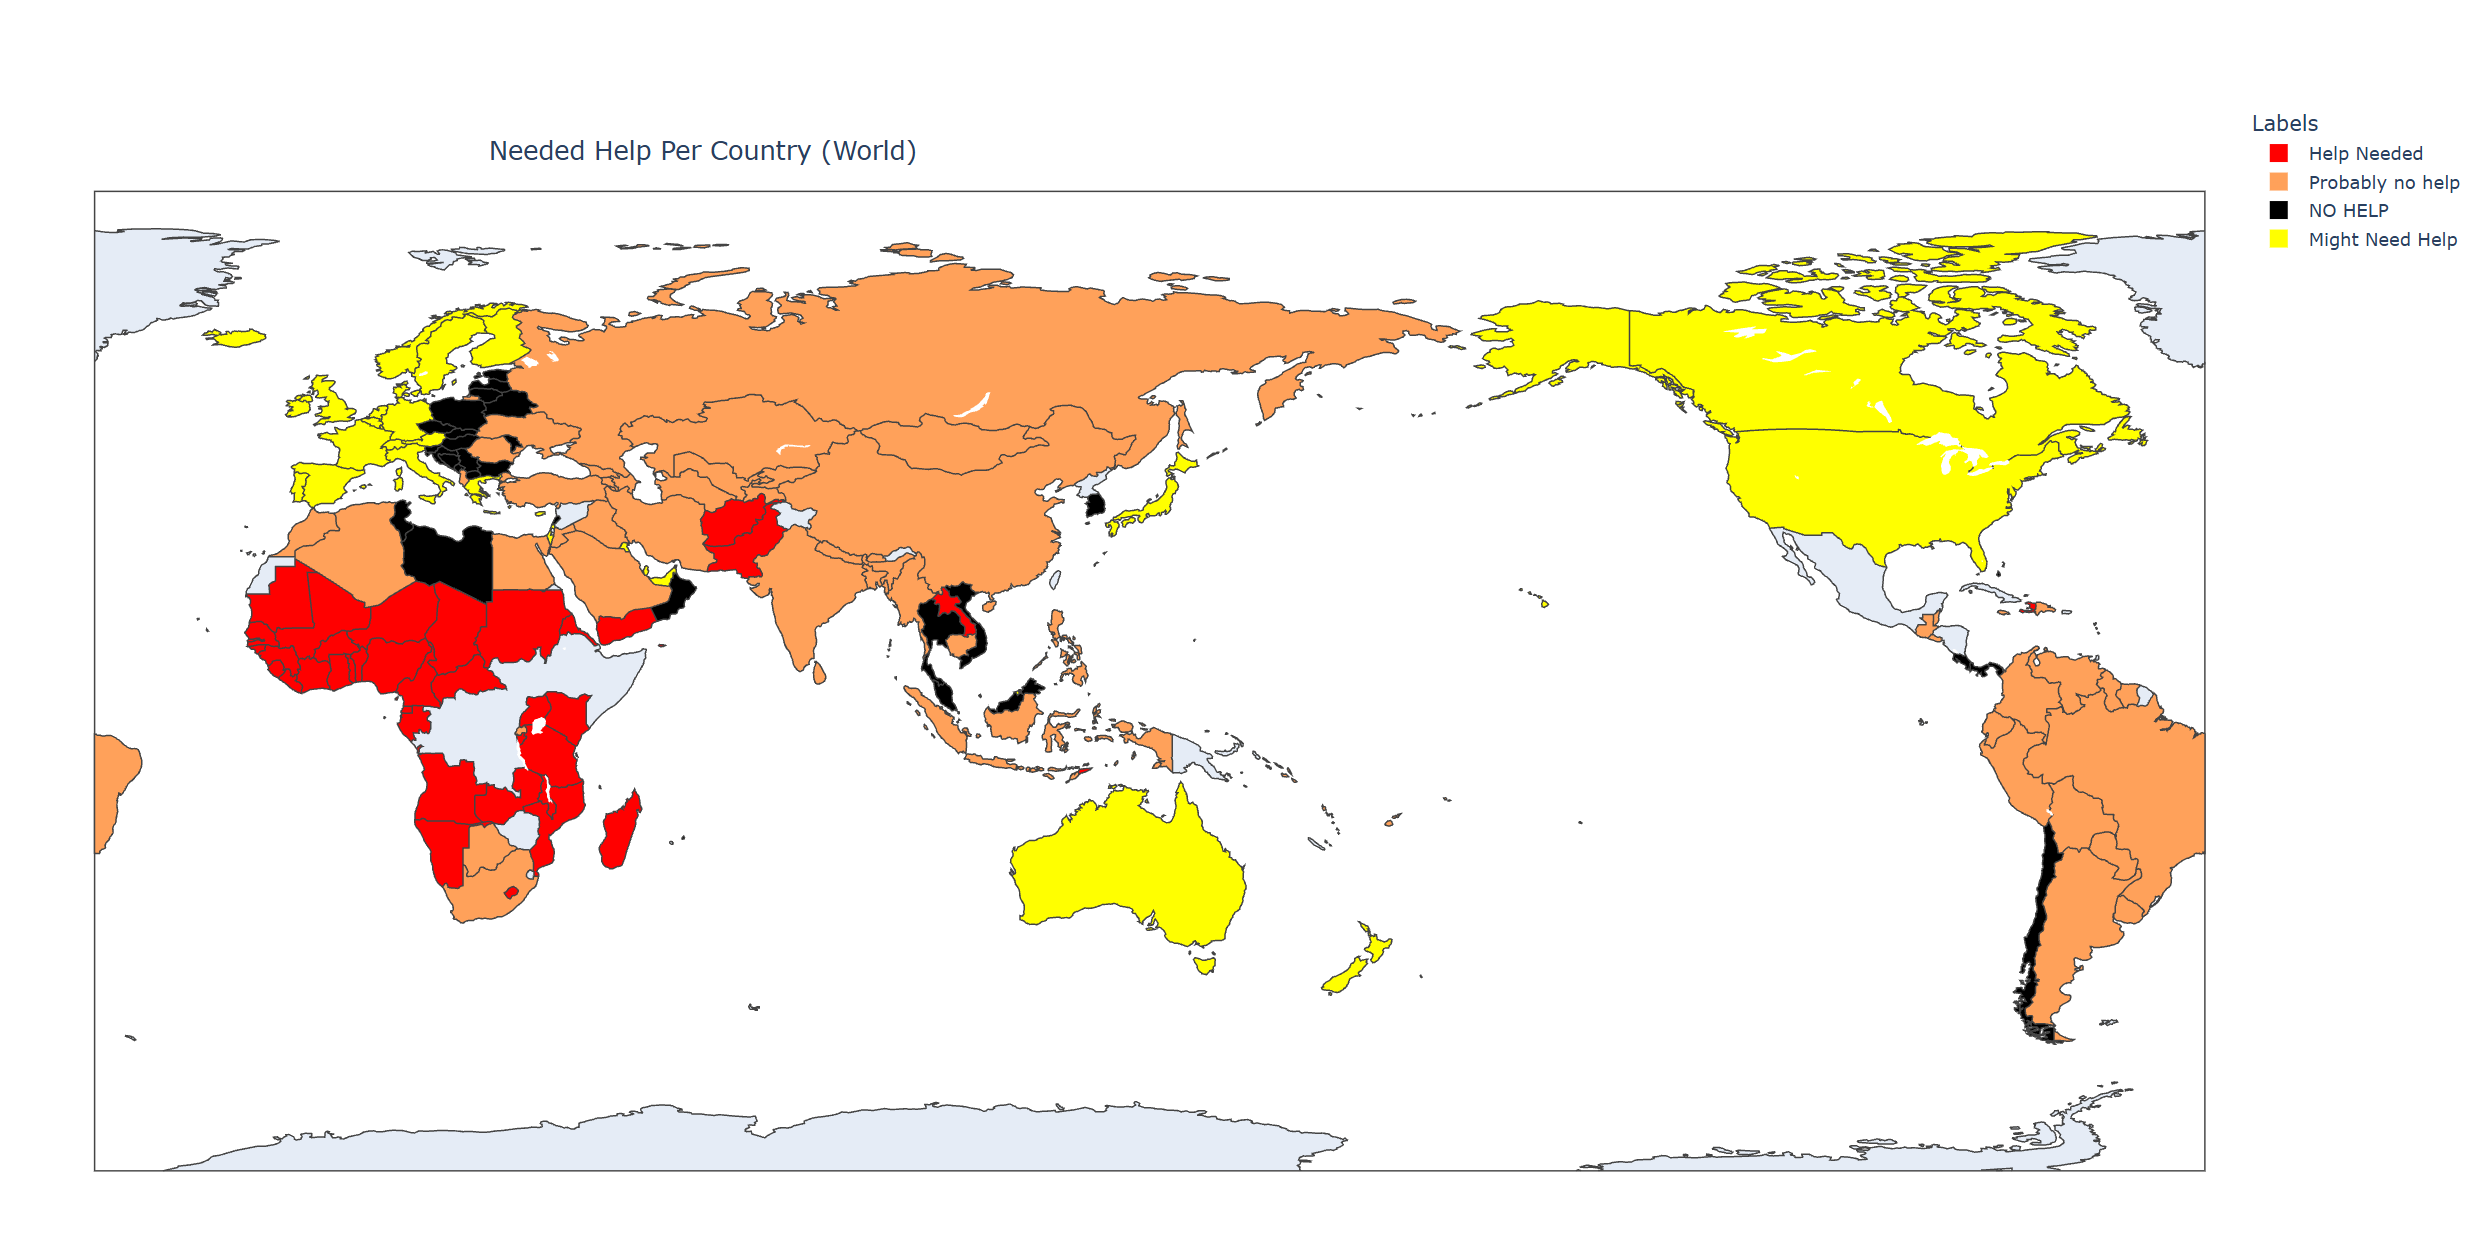 Needed Help Per Country (World)
Labels
Help Needed
Probably no help
NO HELP
Might Need Help